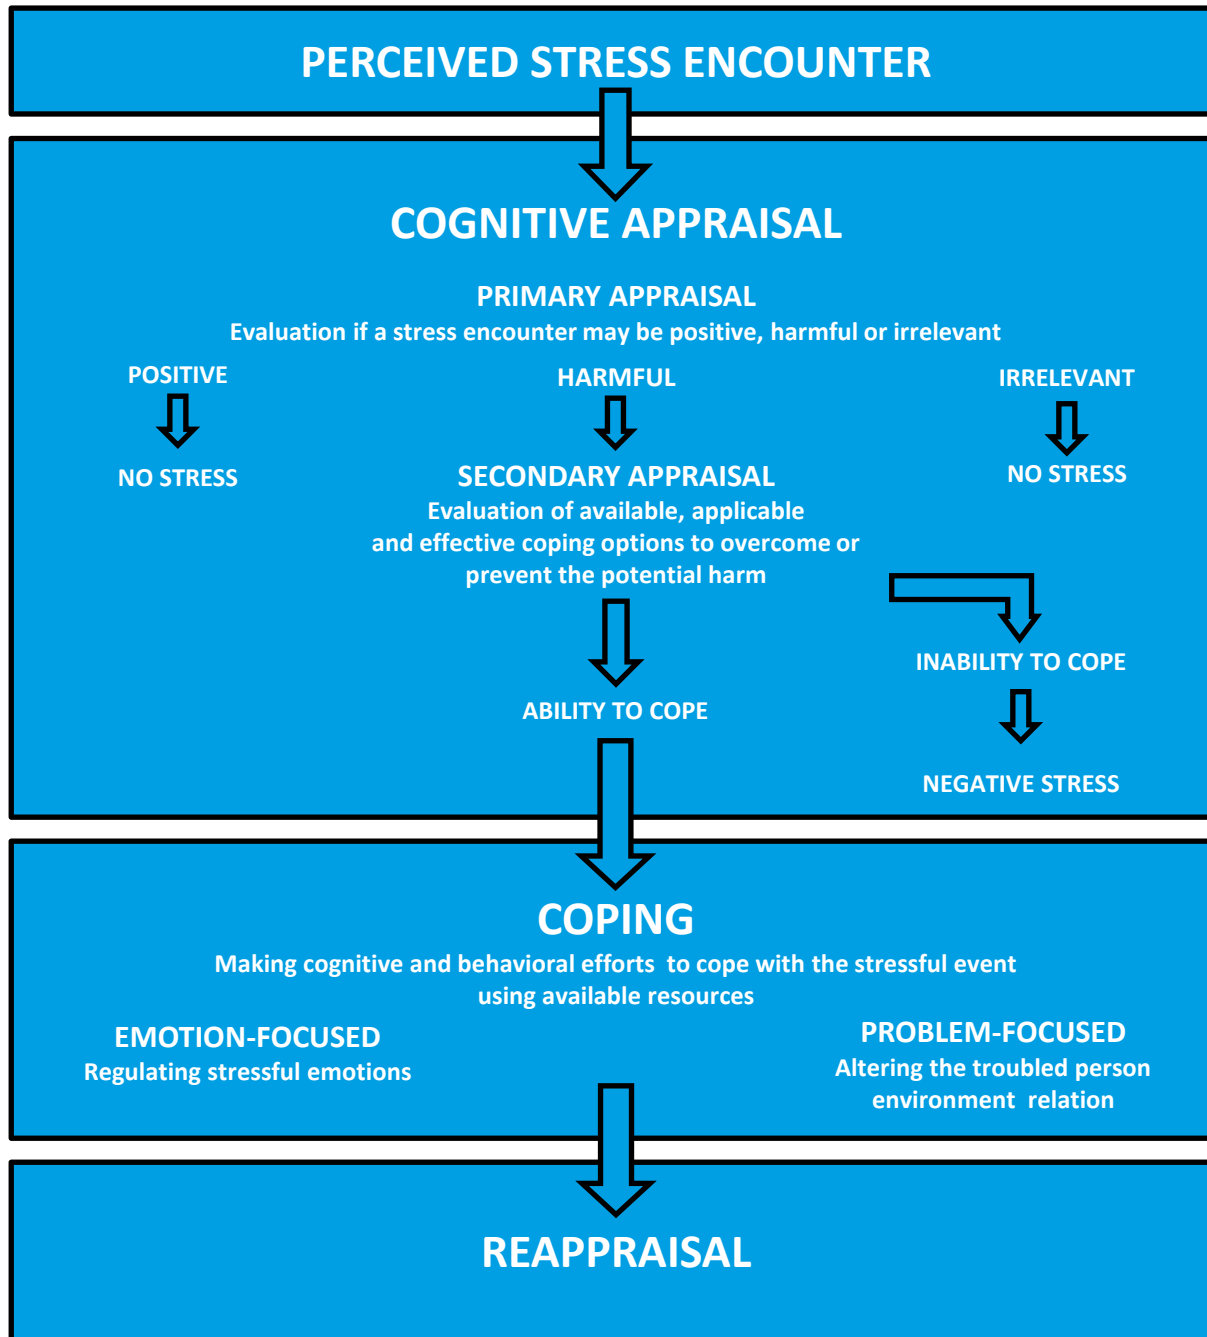 PERCEIVED STRESS ENCOUNTER
COGNITIVE APPRAISAL
PRIMARY APPRAISAL
Evaluation if a stress encounter may be positive, harmful or irrelevant
POSITIVE
HARMFUL
IRRELEVANT
NO STRESS
SECONDARY APPRAISAL
NO STRESS
Evaluation of available, applicable
and effective coping options to overcome or
prevent the potential harm
INABILITY TO COPE
ABILITY TO COPE
NEGATIVE STRESS
COPING
Making cognitive and behavioral efforts  to cope with the stressful event
using available resources
EMOTION-FOCUSED
Regulating stressful emotions
PROBLEM-FOCUSED
Altering the troubled person
environment  relation
REAPPRAISAL